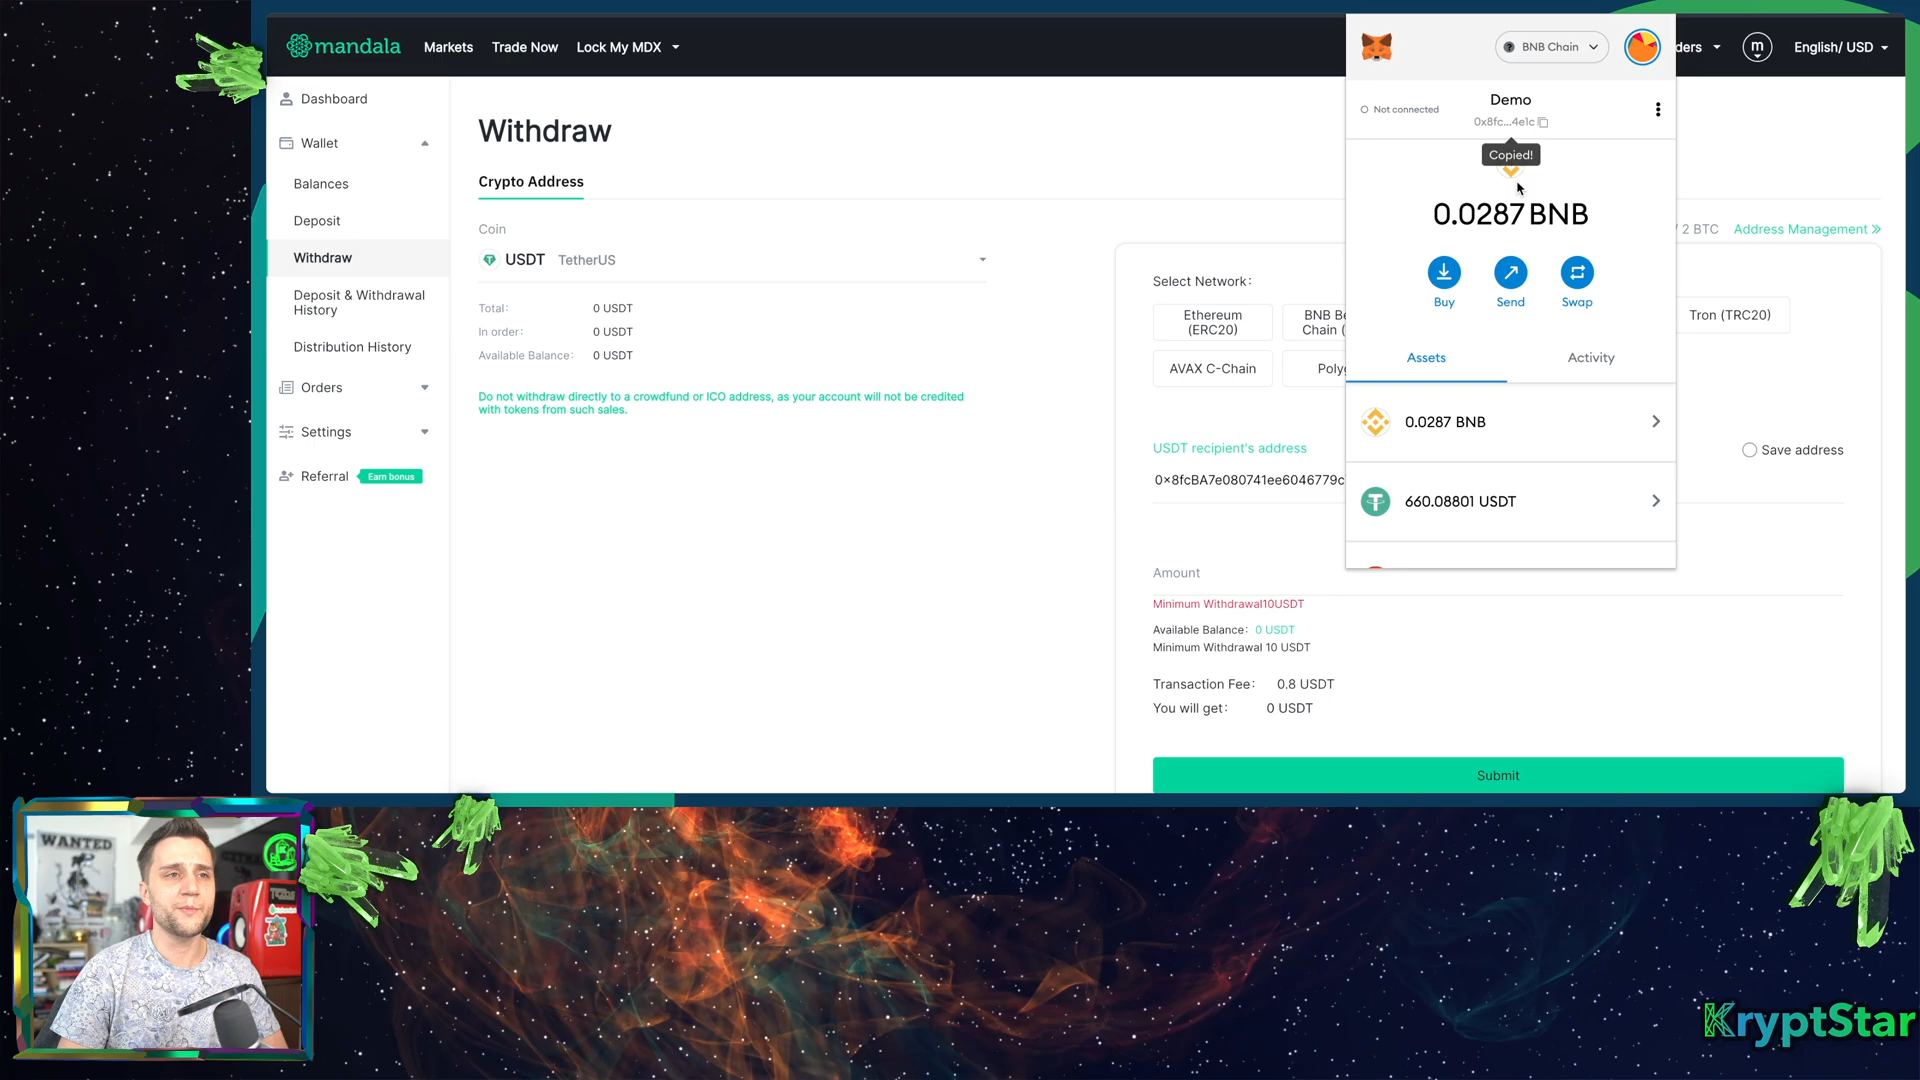 mandala
Markets
Trade Now
Lock My MDX
BNB Chain
ders
m
English/ USD
Dashboard
Wallet
Balances
Deposit
Withdraw
Deposit & Withdrawal
History
Distribution History
Orders
Settings
Referral
Earn bonus
Withdraw
Crypto Address
Coin
USDT TetherUS
Total: 0 USDT
In order: 0 USDT
Available Balance: 0 USDT
Do not withdraw directly to a crowdfund or ICO address, as your account will not be credited
with tokens from such sales.
/ 2 BTC
Address Management
Select Network:
Ethereum
(ERC20)
BNB Be
Chain (
Tron (TRC20)
AVAX C-Chain
Poly
USDT recipient's address
Save address
0x8fcBA7e080741ee6046779c
Amount
Minimum Withdrawal10USDT
Available Balance: 0 USDT
Minimum Withdrawal 10 USDT
Transaction Fee: 0.8 USDT
You will get: 0 USDT
Submit
Not connected
Demo
0x8fc...4e1c
Copied!
0.0287 BNB
Buy
Send
Swap
Assets
Activity
0.0287 BNB
660.08801 USDT
WANTED
KryptStar